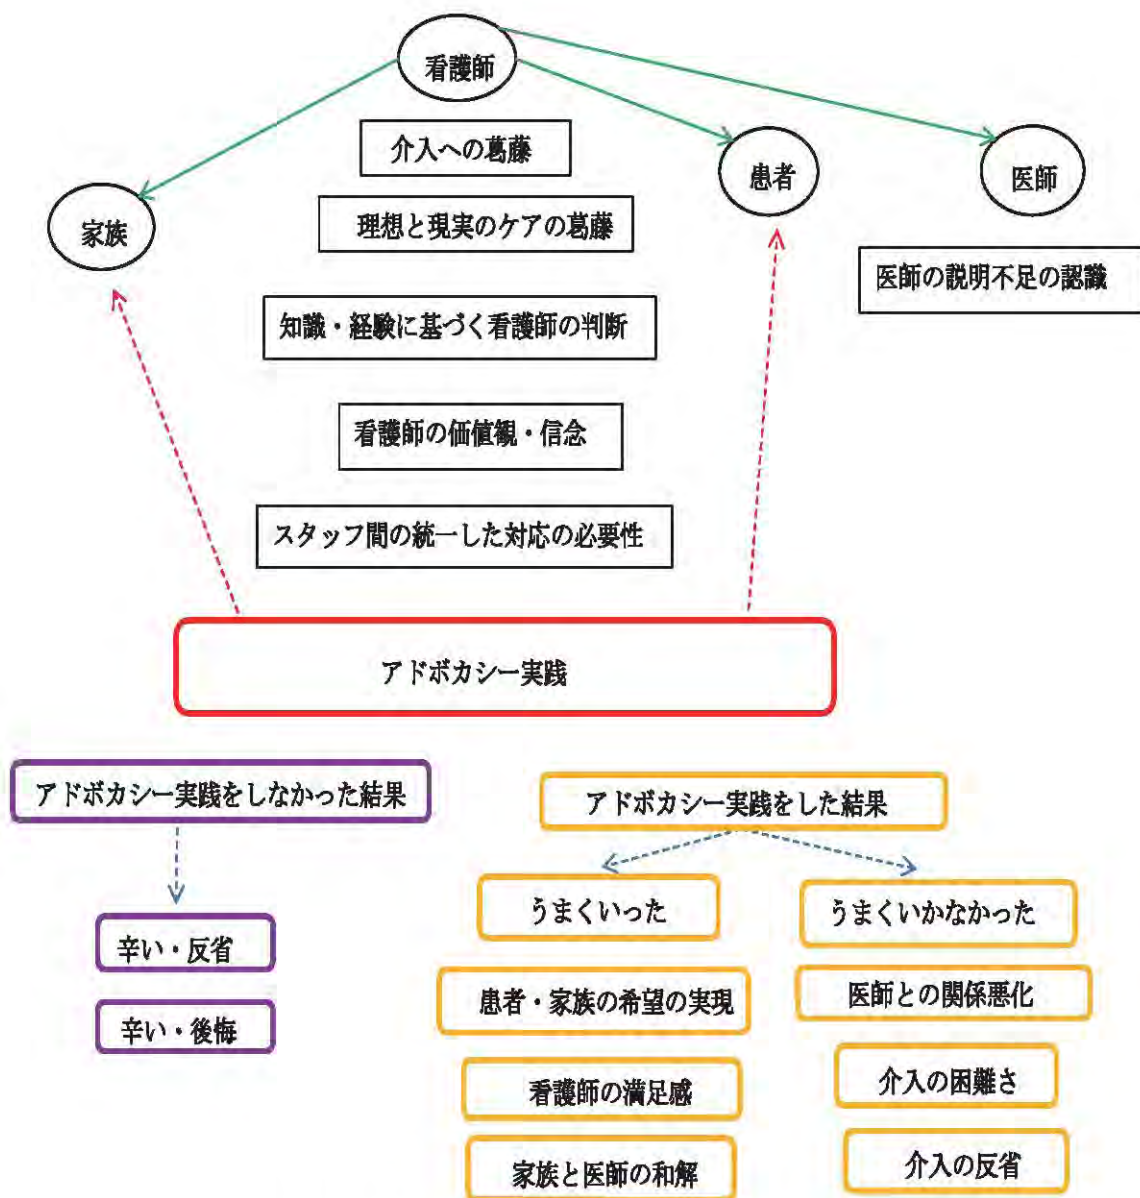 看護師
介入への葛藤
患者
医師
家族
理想と現実のケアの葛藤
医師の説明不足の認識
知識・経験に基づく看護師の判断
看護師の価値観・信念
スタッフ間の統一した対応の必要性
アドボカシー実践
アドボカシー実践をしなかった結果
辛い・反省
辛い・後悔
アドボカシー実践をした結果
うまくいった
患者・家族の希望の実現
看護師の満足感
家族と医師の和解
うまくいかなかった
医師との関係悪化
介入の困難さ
介入の反省